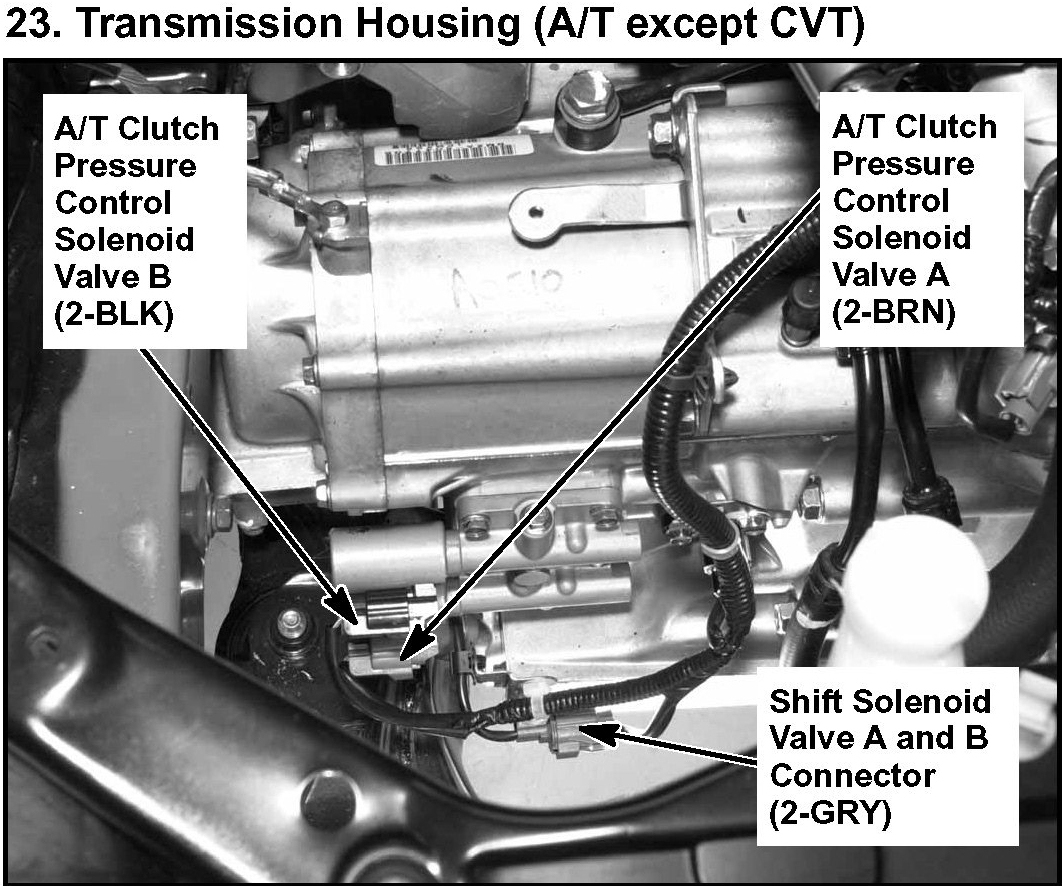 23. Transmission Housing (A/T except CVT)
A/T Clutch
Pressure
Control
Solenoid
Valve B
(2-BLK)
A/T Clutch
Pressure
Control
Solenoid
Valve A
(2-BRN)
Shift Solenoid
Valve A and B
Connector
(2-GRY)